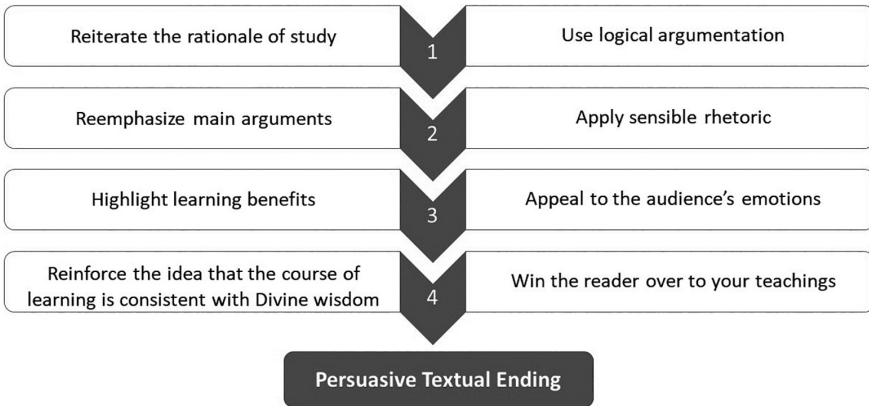 Reiterate the rationale of study
1
Use logical argumentation
Reemphasize main arguments
2
Apply sensible rhetoric
Highlight learning benefits
3
Appeal to the audience's emotions
Reinforce the idea that the course of
learning is consistent with Divine wisdom
4
Win the reader over to your teachings
Persuasive Textual Ending